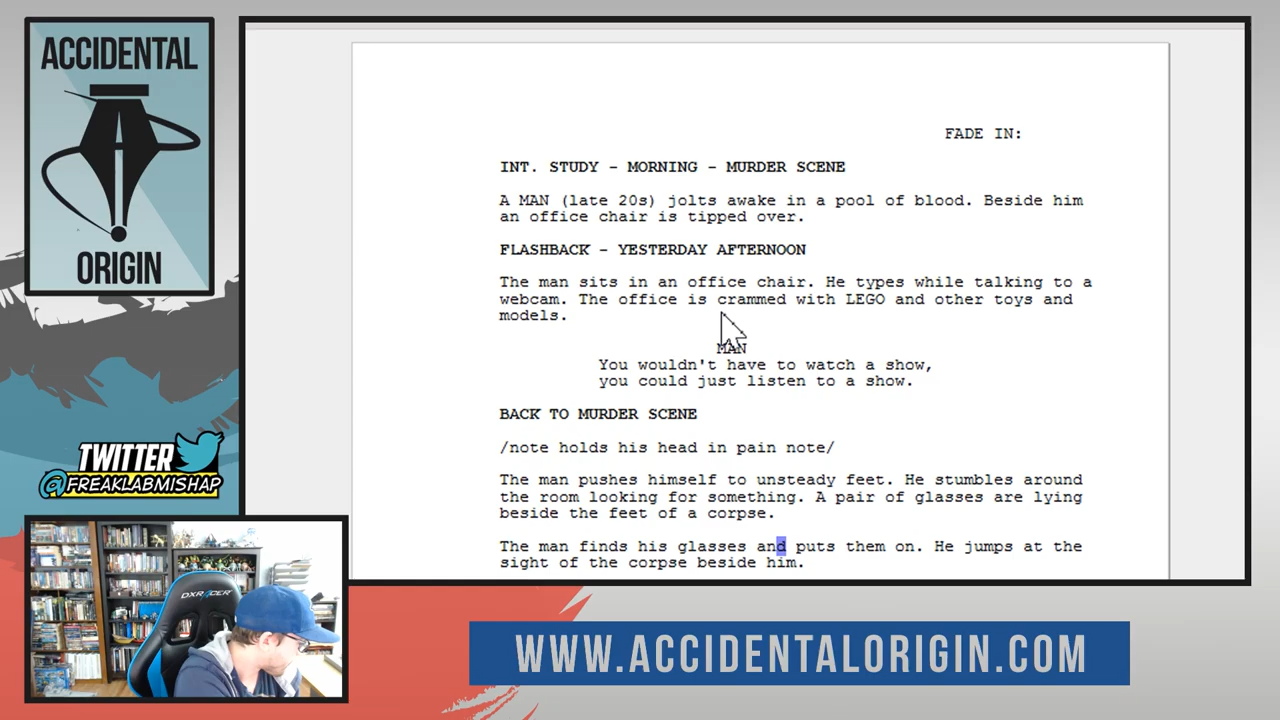 ACCIDENTAL
ORIGIN
TWITTER
@FREAKLABMISHAP
DXRACER
FADE IN:
INT. STUDY - MORNING - MURDER SCENE
A MAN (late 20s) jolts awake in a pool of blood. Beside him
an office chair is tipped over.
FLASHBACK - YESTERDAY AFTERNOON
The man sits in an office chair. He types while talking to a
webcam. The office is crammed with LEGO and other toys and
models.
MAN
You wouldn't have to watch a show,
you could just listen to a show.
BACK TO MURDER SCENE
/note holds his head in pain note/
The man pushes himself to unsteady feet. He stumbles around
the room looking for something. A pair of glasses are lying
beside the feet of a corpse.
The man finds his glasses and puts them on. He jumps at the
sight of the corpse beside him.
WWW.ACCIDENTALORIGIN.COM